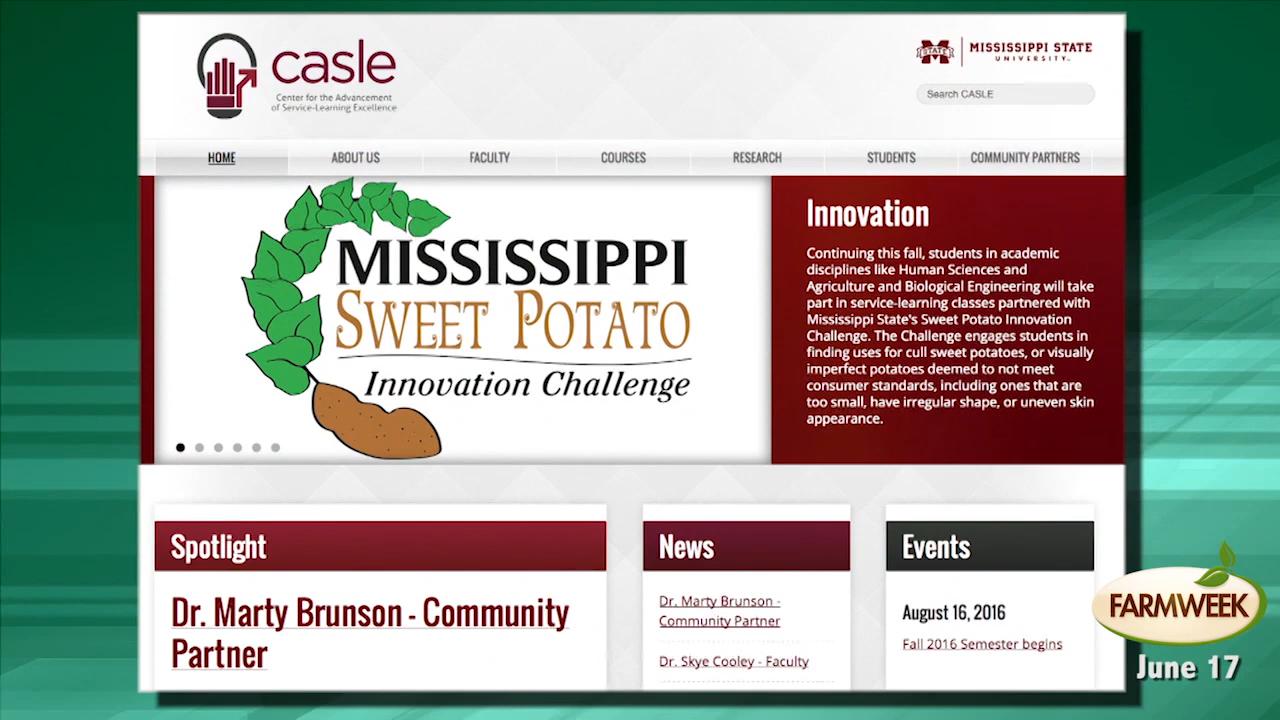 casle
Center for the Advancement
of Service-Learning Excellence
STATE
MISSISSIPPI STATE
UNIVERSITY™
Search CASLE
HOME
ABOUT US
FACULTY
COURSES
RESEARCH
STUDENTS
COMMUNITY PARTNERS
MISSISSIPPI
SWEET POTATO
Innovation Challenge
Innovation
Continuing this fall, students in academic
disciplines like Human Sciences and
Agriculture and Biological Engineering will take
part in service-learning classes partnered with
Mississippi State's Sweet Potato Innovation
Challenge. The Challenge engages students in
finding uses for cull sweet potatoes, or visually
imperfect potatoes deemed to not meet
consumer standards, including ones that are
too small, have irregular shape, or uneven skin
appearance.
Spotlight
Dr. Marty Brunson - Community
Partner
News
Dr. Marty Brunson -
Community Partner
Dr. Skye Cooley - Faculty
Events
August 16, 2016
Fall 2016 Semester begins
FARMWEEK
June 17